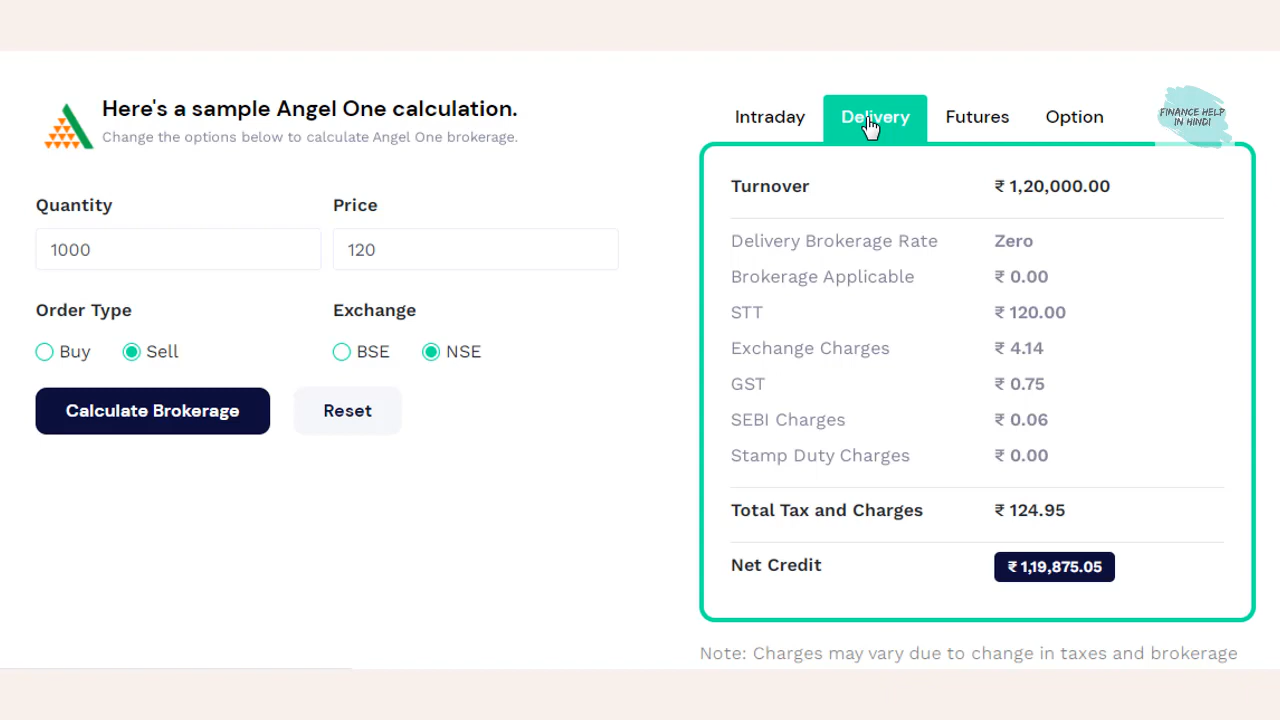 Here's a sample Angel One calculation.
Change the options below to calculate Angel One brokerage.
Quantity
Price
1000
120
Order Type
Exchange
Buy
Sell
BSE
NSE
Calculate Brokerage
Reset
Intraday
Delivery
Futures
Option
FINANCE HELP
IN HINDI
Turnover ₹ 1,20,000.00
Delivery Brokerage Rate Zero
Brokerage Applicable ₹ 0.00
STT ₹ 120.00
Exchange Charges ₹ 4.14
GST ₹ 0.75
SEBI Charges ₹ 0.06
Stamp Duty Charges ₹ 0.00
Total Tax and Charges ₹ 124.95
Net Credit ₹ 1,19,875.05
Note: Charges may vary due to change in taxes and brokerage